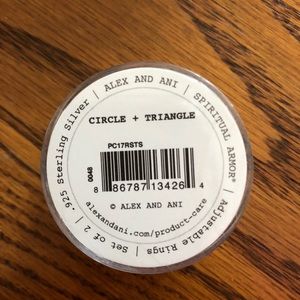 | ALEX AND ANI | SPIRITUAL ARMOR® | Adjustable Rings | Set of 2 | .925 Sterling Silver
CIRCLE + TRIANGLE
PC17RSTS
0048
8 86787 13426 4
© ALEX AND ANI
alexandani.com/product-care